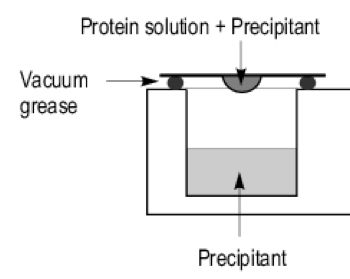 Protein solution + Precipitant
Vacuum
grease
Precipitant